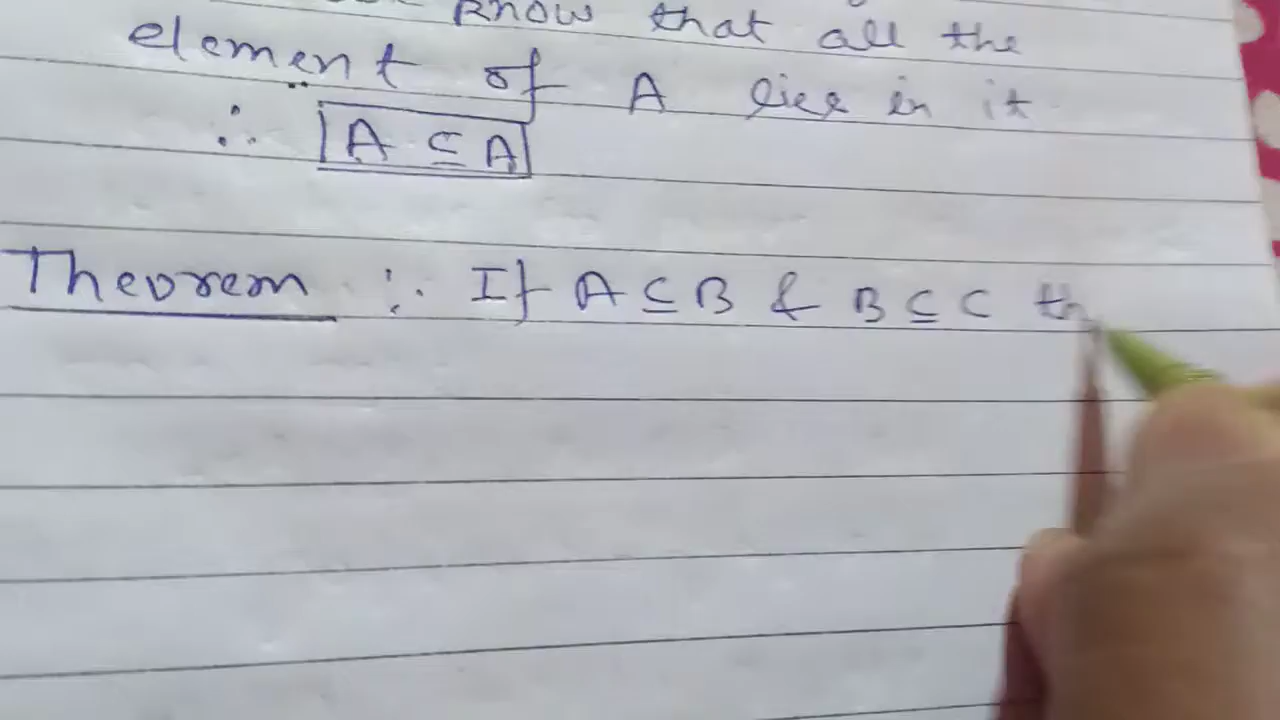 know that all the
element of A lies in it
∴ A ⊆ A
Theorem : If A ⊆ B & B ⊆ C th